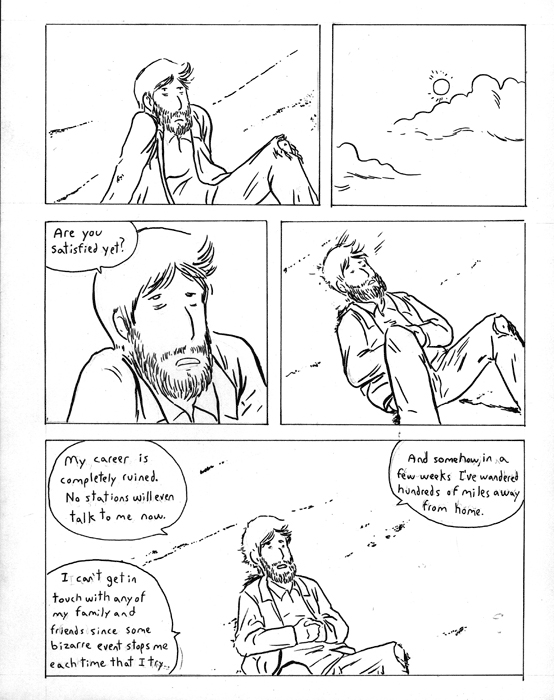 Are you
satisfied yet?
My career is
completely ruined.
No stations will even
talk to me now.
And somehow, in a
few weeks I've wandered
hundreds of miles away
from home.
I can't get in
touch with any of
my family and
friends since some
bizarre event stops me
each time that I try..